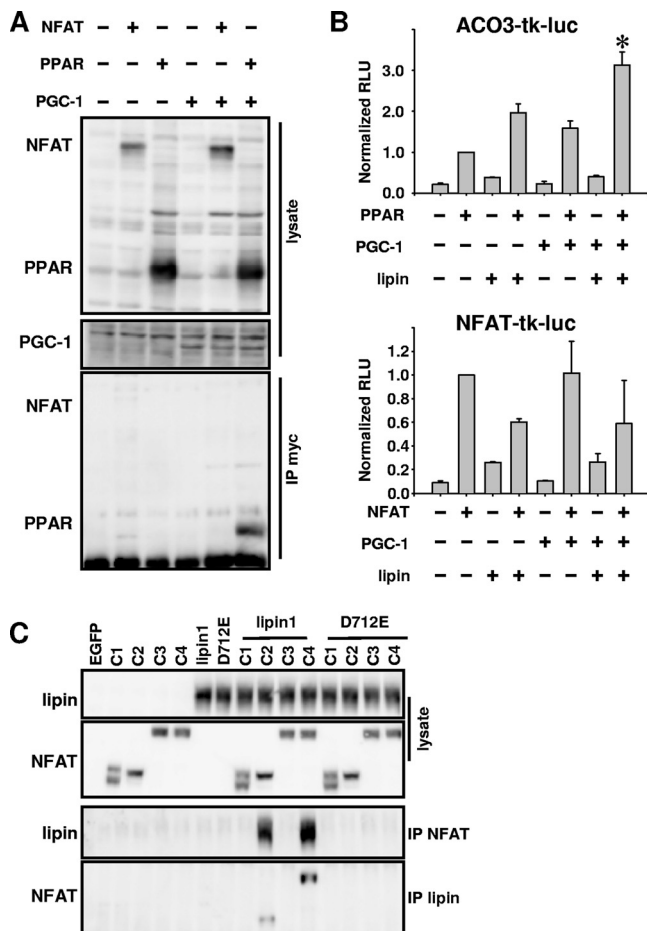 A
NFAT – + – – + –
PPAR – – + – – +
PGC-1 – – – + + +
NFAT
PPAR
lysate
PGC-1
NFAT
PPAR
IP myc
B
ACO3-tk-luc
*
Normalized RLU
3.0
2.0
1.0
0.0
PPAR – + – + – + – +
PGC-1 – – – – + + + +
lipin – – + + – – + +
NFAT-tk-luc
Normalized RLU
1.2
1.0
0.8
0.6
0.4
0.2
0.0
NFAT – + – + – + – +
PGC-1 – – – – + + + +
lipin – – + + – – + +
C
lipin1 D712E
EGFP C1 C2 C3 C4 lipin1 D712E C1 C2 C3 C4 C1 C2 C3 C4
lipin
NFAT
lysate
lipin IP NFAT
NFAT IP lipin